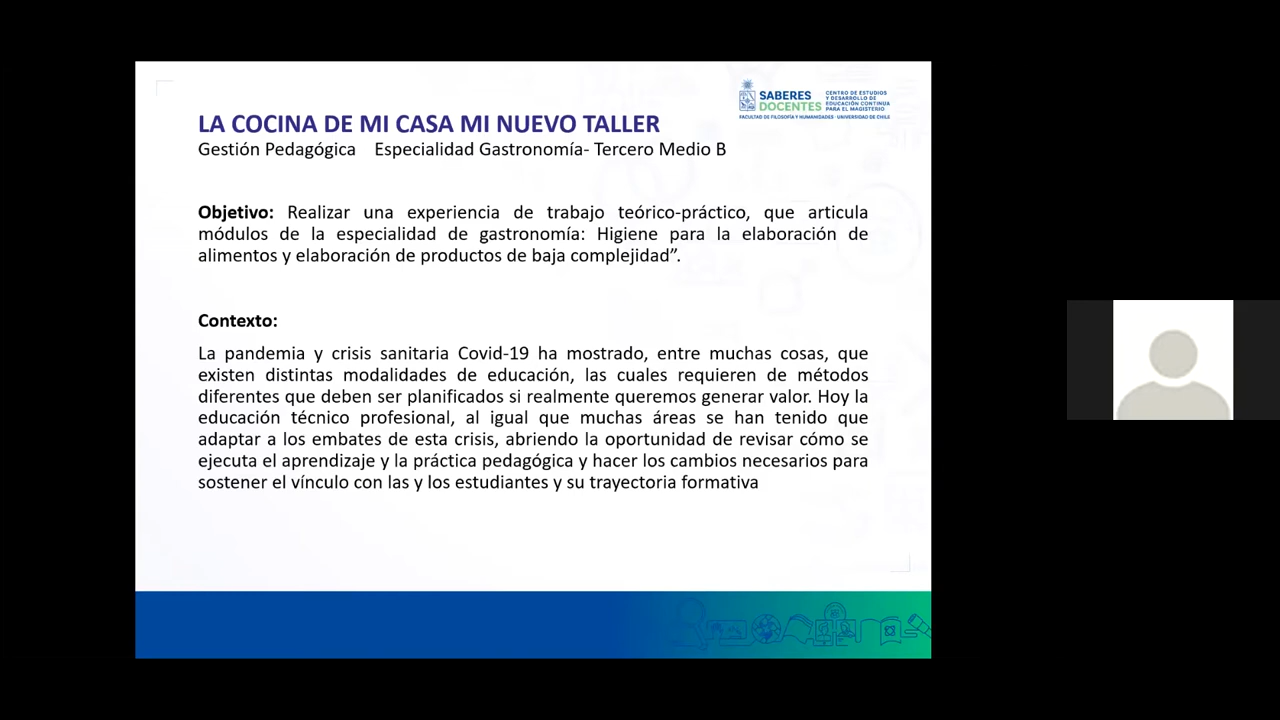 SABERES
DOCENTES
CENTRO DE ESTUDIOS
Y DESARROLLO DE
EDUCACIÓN CONTINUA
PARA EL MAGISTERIO
FACULTAD DE FILOSOFÍA Y HUMANIDADES · UNIVERSIDAD DE CHILE
LA COCINA DE MI CASA MI NUEVO TALLER
Gestión Pedagógica Especialidad Gastronomía- Tercero Medio B
Objetivo: Realizar una experiencia de trabajo teórico-práctico, que articula
módulos de la especialidad de gastronomía: Higiene para la elaboración de
alimentos y elaboración de productos de baja complejidad”.
Contexto:
La pandemia y crisis sanitaria Covid-19 ha mostrado, entre muchas cosas, que
existen distintas modalidades de educación, las cuales requieren de métodos
diferentes que deben ser planificados si realmente queremos generar valor. Hoy la
educación técnico profesional, al igual que muchas áreas se han tenido que
adaptar a los embates de esta crisis, abriendo la oportunidad de revisar cómo se
ejecuta el aprendizaje y la práctica pedagógica y hacer los cambios necesarios para
sostener el vínculo con las y los estudiantes y su trayectoria formativa